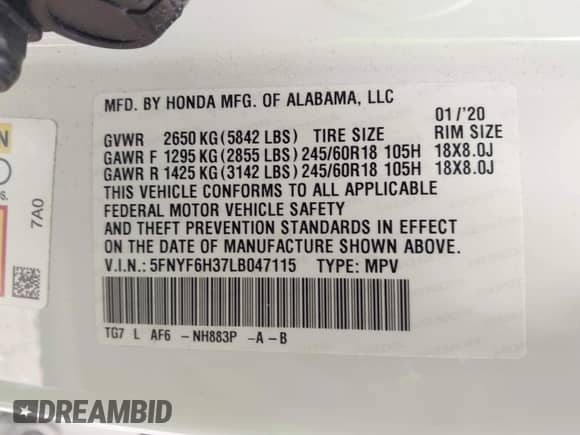 MFD. BY HONDA MFG. OF ALABAMA, LLC
01/'20
GVWR 2650 KG (5842 LBS) TIRE SIZE RIM SIZE
GAWR F 1295 KG (2855 LBS) 245/60R18 105H 18X8.0J
GAWR R 1425 KG (3142 LBS) 245/60R18 105H 18X8.0J
THIS VEHICLE CONFORMS TO ALL APPLICABLE
FEDERAL MOTOR VEHICLE SAFETY
AND THEFT PREVENTION STANDARDS IN EFFECT
ON THE DATE OF MANUFACTURE SHOWN ABOVE.
V.I.N.: 5FNYF6H37LB047115 TYPE: MPV
TG7 L AF6 - NH883P -A-B
7A0
DREAMBID